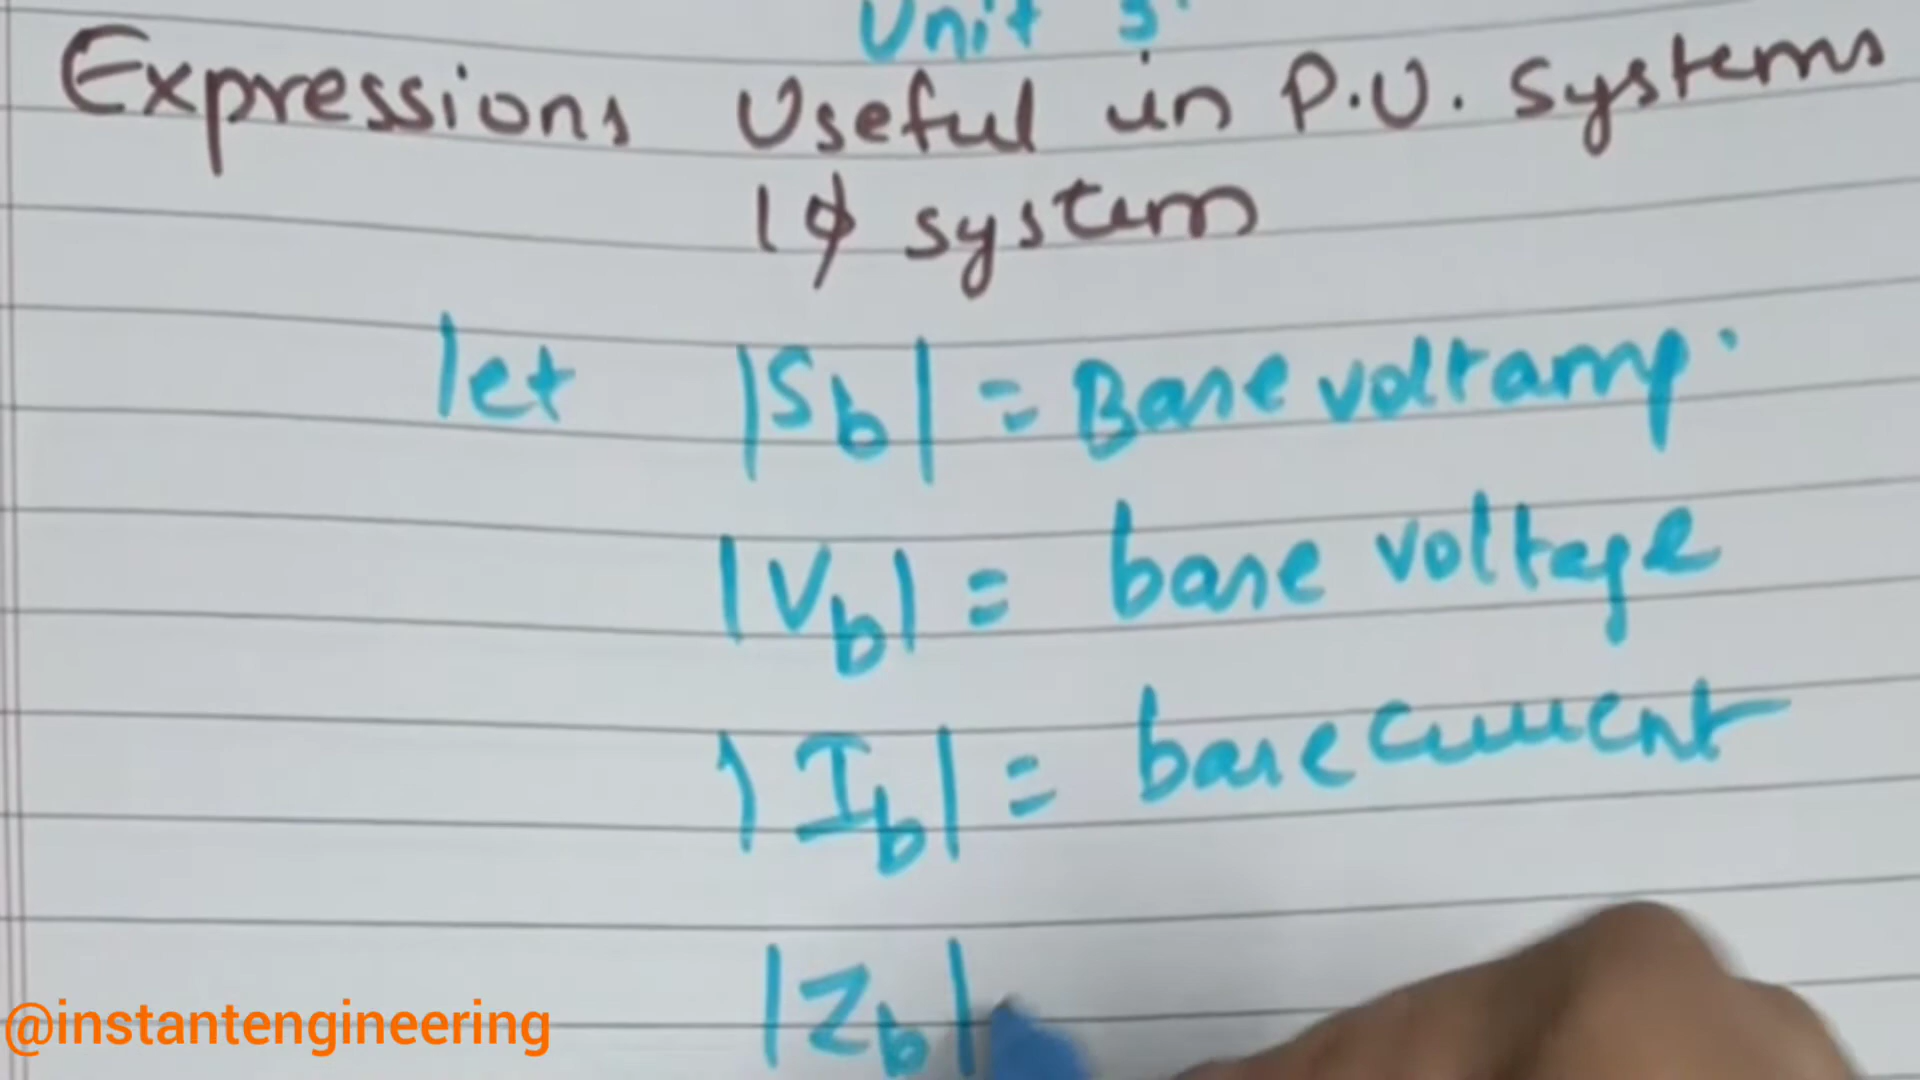 Unit 3
Expressions Useful in P.U. Systems
1ϕ system
let |Sb| = Base voltamp.
|Vb| = base voltage
|Ib| = base current
|Zb|
@instantengineering